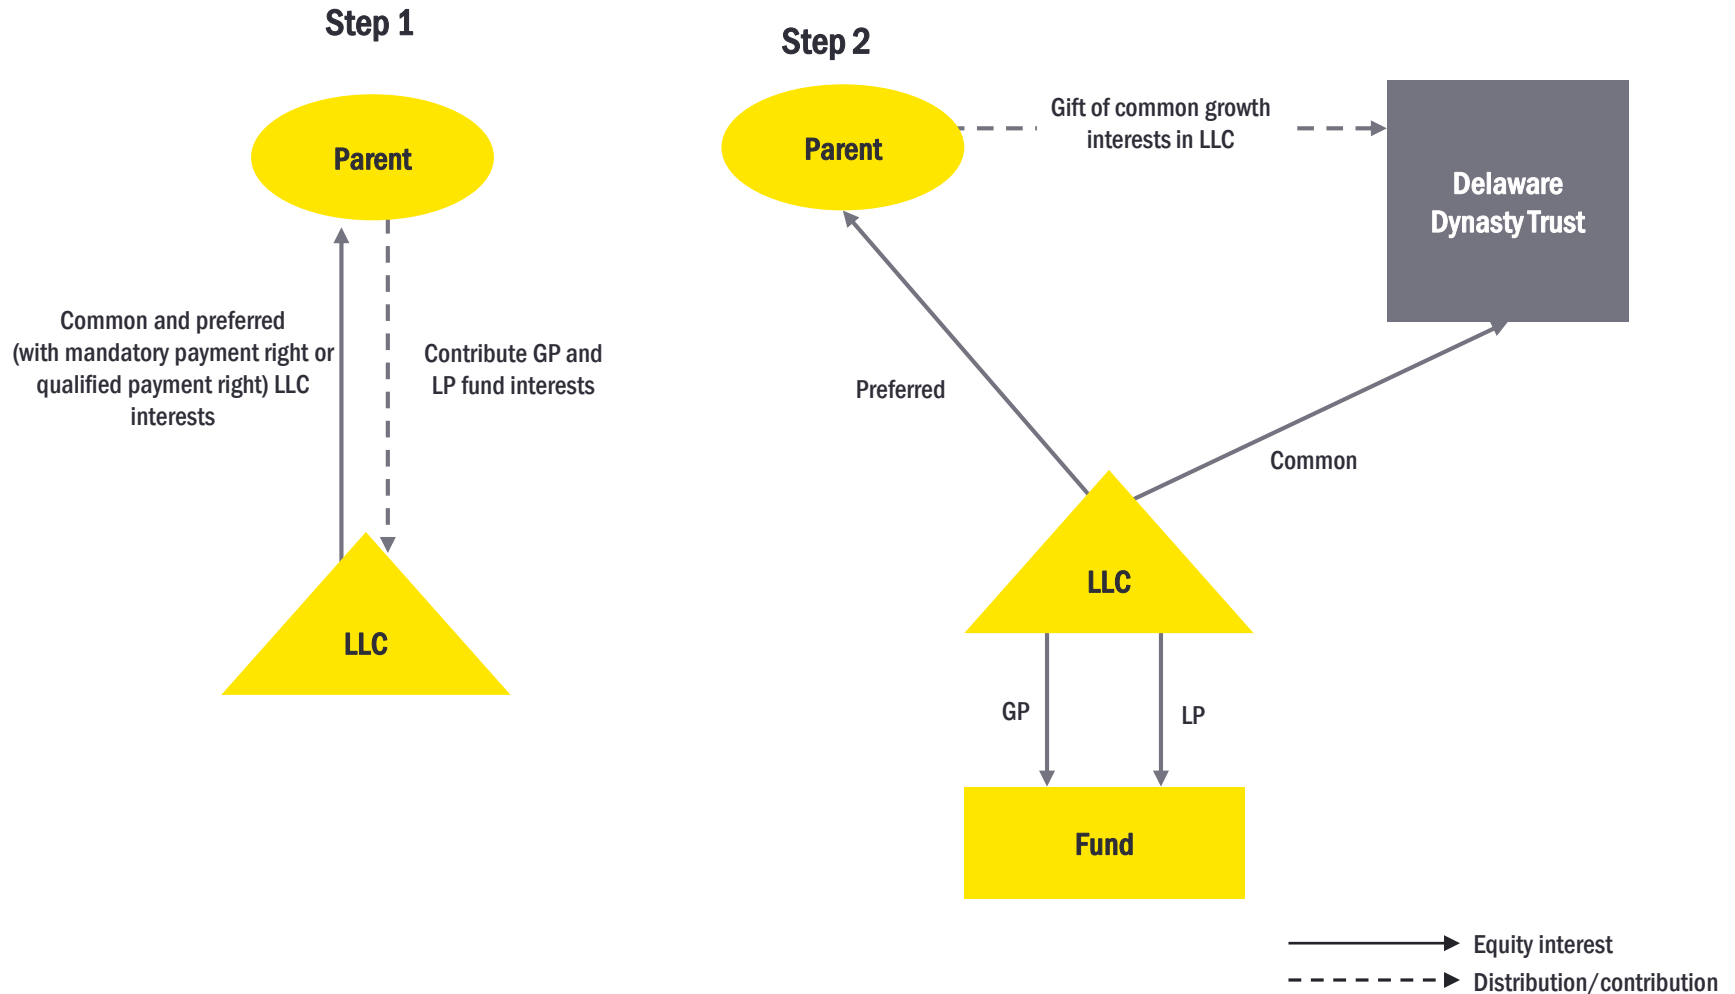 Step 1
Parent
Common and preferred
(with mandatory payment right or
qualified payment right) LLC
interests
Contribute GP and
LP fund interests
LLC
Step 2
Parent
Gift of common growth
interests in LLC
Delaware
Dynasty Trust
Preferred
Common
LLC
GP
LP
Fund
Equity interest
Distribution/contribution